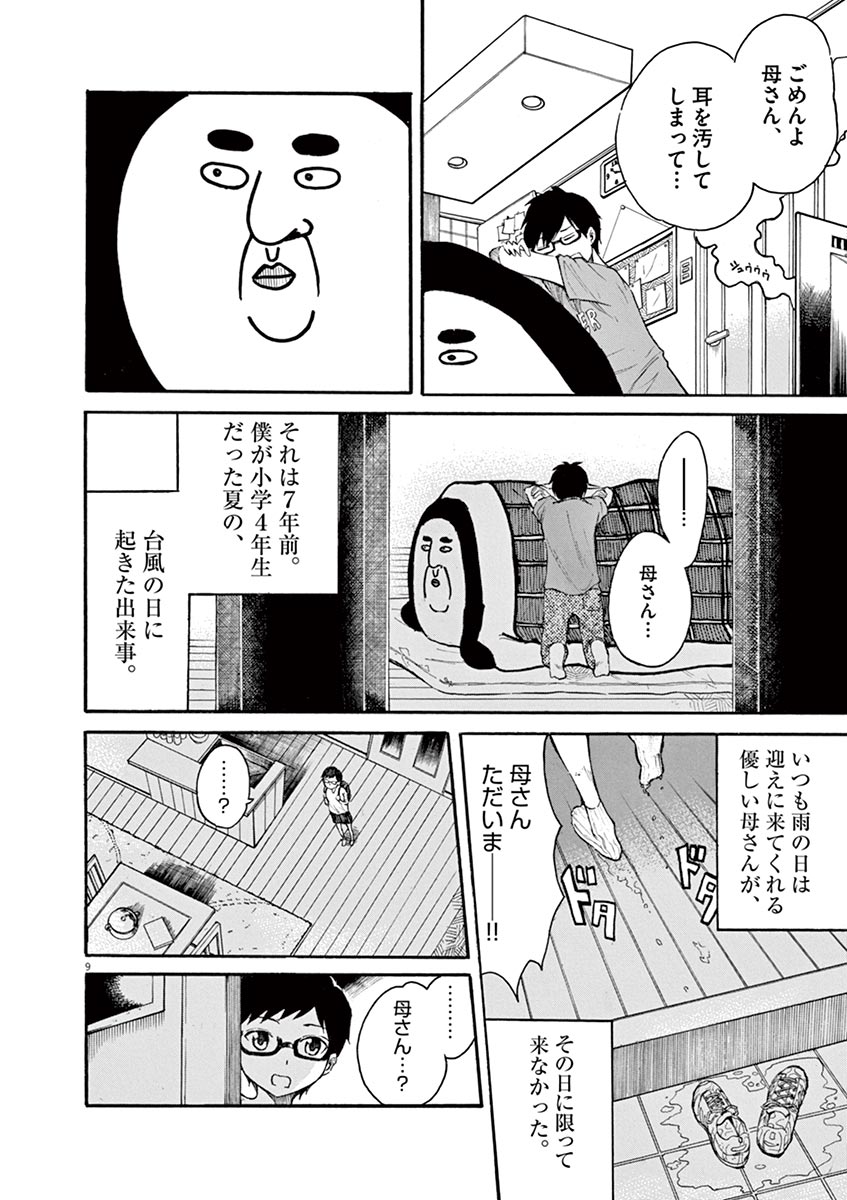 ごめんよ
母さん、
耳を汚して
しまって…
ジュウウゥ
――…
母さん…
それは７年前。
僕が小学４年生
だった夏の、
台風の日に
起きた出来事。
いつも雨の日は
迎えに来てくれる
優しい母さんが、
ドタ
ドタ
母さん
ただいま――!!
その日に限って
来なかった。
……?
………
母さん…?
9